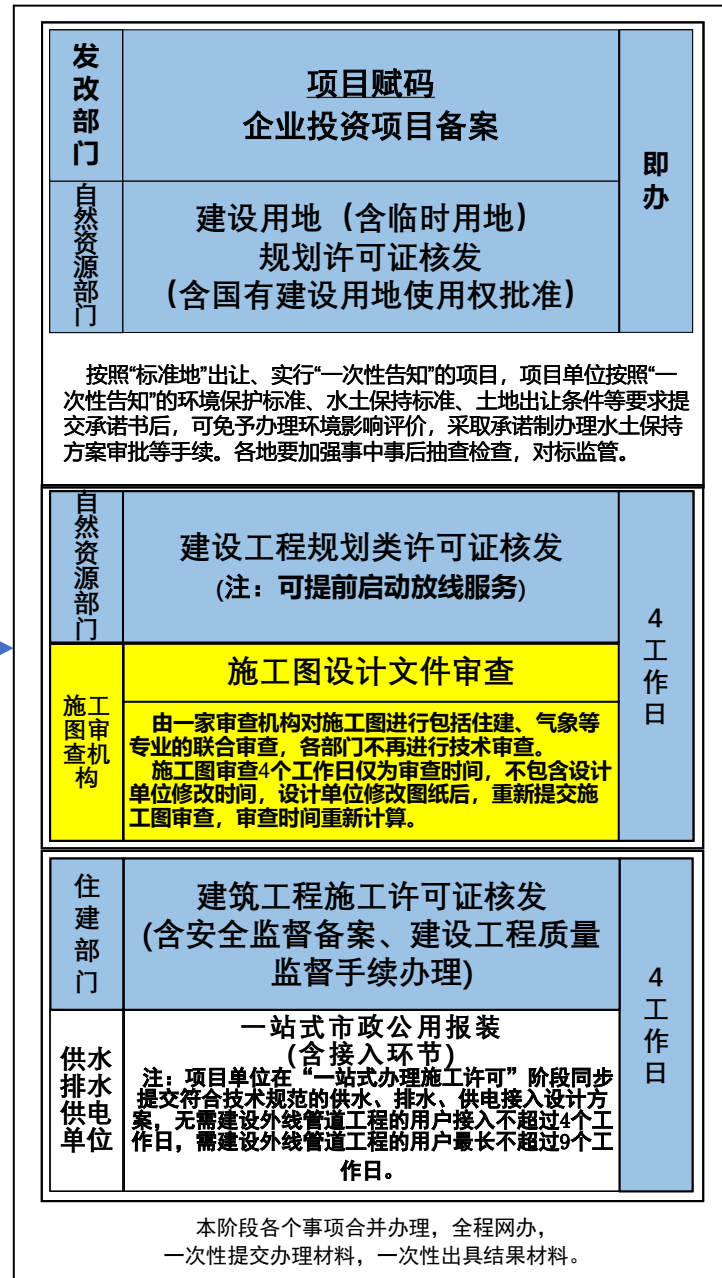 发改部门
项目赋码
企业投资项目备案
即办
自然资源部门
建设用地（含临时用地）
规划许可证核发
（含国有建设用地使用权批准）
按照“标准地”出让、实行“一次性告知”的项目，项目单位按照“一
次性告知”的环境保护标准、水土保持标准、土地出让条件等要求提
交承诺书后，可免予办理环境影响评价，采取承诺制办理水土保持
方案审批等手续。各地要加强事中事后抽查检查，对标监管。
自然资源部门
建设工程规划类许可证核发
(注：可提前启动放线服务)
4工作日
施工图审查机构
施工图设计文件审查
由一家审查机构对施工图进行包括住建、气象等
专业的联合审查，各部门不再进行技术审查。
施工图审查4个工作日仅为审查时间，不包含设计
单位修改时间，设计单位修改图纸后，重新提交施
工图审查，审查时间重新计算。
住建部门
建筑工程施工许可证核发
(含安全监督备案、建设工程质量
监督手续办理)
4工作日
供水
排水
供电
单位
一站式市政公用报装
(含接入环节)
注：项目单位在“一站式办理施工许可”阶段同步
提交符合技术规范的供水、排水、供电接入设计方
案，无需建设外线管道工程的用户接入不超过4个工
作日，需建设外线管道工程的用户最长不超过9个工
作日。
本阶段各个事项合并办理，全程网办，
一次性提交办理材料，一次性出具结果材料。